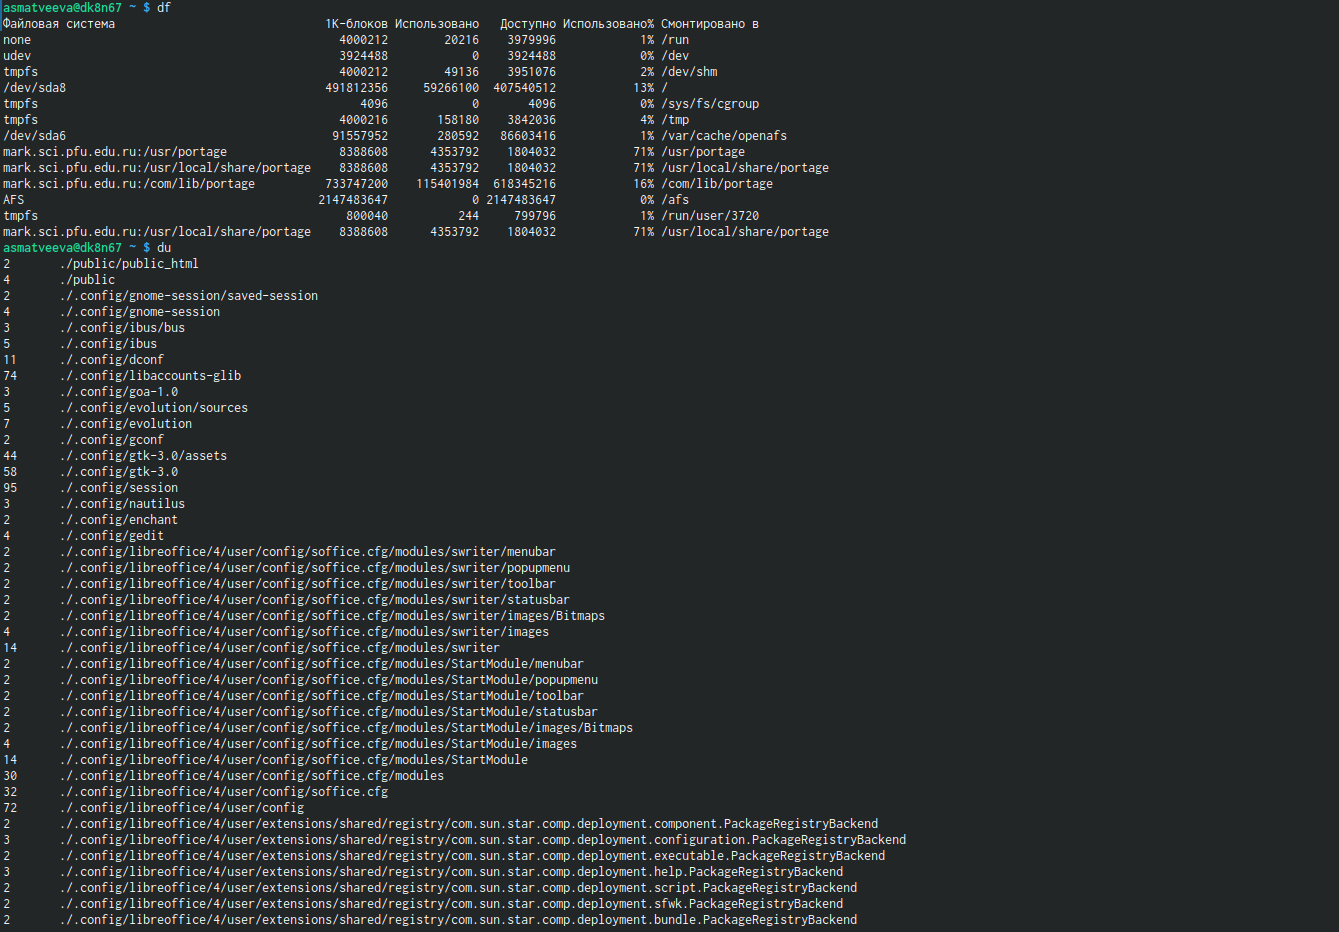 asmatveeva@dk8n67 ~ $ df
Файловая система 1K-блоков Использовано Доступно Использовано% Смонтировано в
none 4000212 20216 3979996 1% /run
udev 3924488 0 3924488 0% /dev
tmpfs 4000212 49136 3951076 2% /dev/shm
/dev/sda8 491812356 59266100 407540512 13% /
tmpfs 4096 0 4096 0% /sys/fs/cgroup
tmpfs 4000216 158180 3842036 4% /tmp
/dev/sda6 91557952 280592 86603416 1% /var/cache/openafs
mark.sci.pfu.edu.ru:/usr/portage 8388608 4353792 1804032 71% /usr/portage
mark.sci.pfu.edu.ru:/usr/local/share/portage 8388608 4353792 1804032 71% /usr/local/share/portage
mark.sci.pfu.edu.ru:/com/lib/portage 733747200 115401984 618345216 16% /com/lib/portage
AFS 2147483647 0 2147483647 0% /afs
tmpfs 800040 244 799796 1% /run/user/3720
mark.sci.pfu.edu.ru:/usr/local/share/portage 8388608 4353792 1804032 71% /usr/local/share/portage
asmatveeva@dk8n67 ~ $ du
2 ./public/public_html
4 ./public
2 ./.config/gnome-session/saved-session
4 ./.config/gnome-session
3 ./.config/ibus/bus
5 ./.config/ibus
11 ./.config/dconf
74 ./.config/libaccounts-glib
3 ./.config/goa-1.0
5 ./.config/evolution/sources
7 ./.config/evolution
2 ./.config/gconf
44 ./.config/gtk-3.0/assets
58 ./.config/gtk-3.0
95 ./.config/session
3 ./.config/nautilus
2 ./.config/enchant
4 ./.config/gedit
2 ./.config/libreoffice/4/user/config/soffice.cfg/modules/swriter/menubar
2 ./.config/libreoffice/4/user/config/soffice.cfg/modules/swriter/popupmenu
2 ./.config/libreoffice/4/user/config/soffice.cfg/modules/swriter/toolbar
2 ./.config/libreoffice/4/user/config/soffice.cfg/modules/swriter/statusbar
2 ./.config/libreoffice/4/user/config/soffice.cfg/modules/swriter/images/Bitmaps
4 ./.config/libreoffice/4/user/config/soffice.cfg/modules/swriter/images
14 ./.config/libreoffice/4/user/config/soffice.cfg/modules/swriter
2 ./.config/libreoffice/4/user/config/soffice.cfg/modules/StartModule/menubar
2 ./.config/libreoffice/4/user/config/soffice.cfg/modules/StartModule/popupmenu
2 ./.config/libreoffice/4/user/config/soffice.cfg/modules/StartModule/toolbar
2 ./.config/libreoffice/4/user/config/soffice.cfg/modules/StartModule/statusbar
2 ./.config/libreoffice/4/user/config/soffice.cfg/modules/StartModule/images/Bitmaps
4 ./.config/libreoffice/4/user/config/soffice.cfg/modules/StartModule/images
14 ./.config/libreoffice/4/user/config/soffice.cfg/modules/StartModule
30 ./.config/libreoffice/4/user/config/soffice.cfg/modules
32 ./.config/libreoffice/4/user/config/soffice.cfg
72 ./.config/libreoffice/4/user/config
2 ./.config/libreoffice/4/user/extensions/shared/registry/com.sun.star.comp.deployment.component.PackageRegistryBackend
3 ./.config/libreoffice/4/user/extensions/shared/registry/com.sun.star.comp.deployment.configuration.PackageRegistryBackend
2 ./.config/libreoffice/4/user/extensions/shared/registry/com.sun.star.comp.deployment.executable.PackageRegistryBackend
3 ./.config/libreoffice/4/user/extensions/shared/registry/com.sun.star.comp.deployment.help.PackageRegistryBackend
2 ./.config/libreoffice/4/user/extensions/shared/registry/com.sun.star.comp.deployment.script.PackageRegistryBackend
2 ./.config/libreoffice/4/user/extensions/shared/registry/com.sun.star.comp.deployment.sfwk.PackageRegistryBackend
2 ./.config/libreoffice/4/user/extensions/shared/registry/com.sun.star.comp.deployment.bundle.PackageRegistryBackend